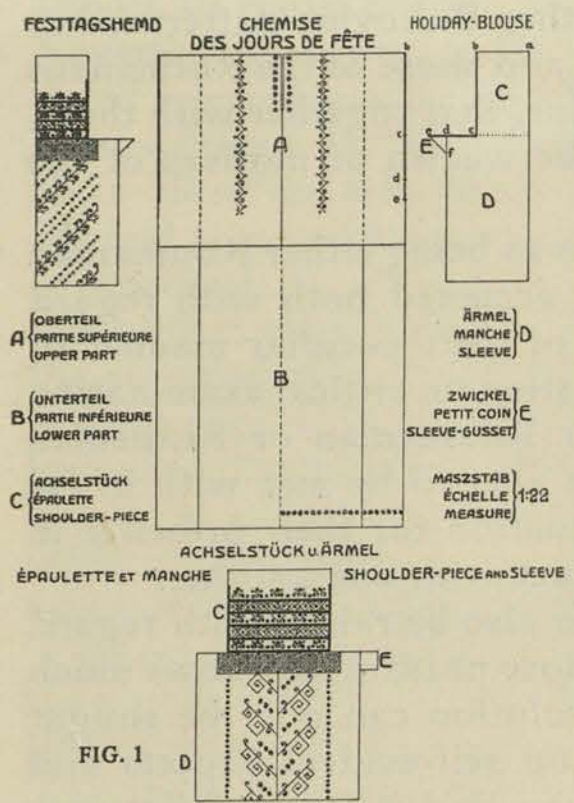 FESTTAGSHEMD
CHEMISE
DES JOURS DE FÊTE
HOLIDAY-BLOUSE
b b a
C
A
c e d c
E f
d
e
D
A { OBERTEIL
PARTIE SUPÉRIEURE
UPPER PART
B { UNTERTEIL
PARTIE INFÉRIEURE
LOWER PART
C { ACHSELSTÜCK
ÉPAULETTE
SHOULDER-PIECE
B
ÄRMEL
MANCHE
SLEEVE } D
ZWICKEL
PETIT COIN
SLEEVE-GUSSET } E
MASZSTAB
ÉCHELLE
MEASURE } 1:22
ACHSELSTÜCK U. ÄRMEL
ÉPAULETTE ET MANCHE
SHOULDER-PIECE AND SLEEVE
C
E
D
FIG. 1